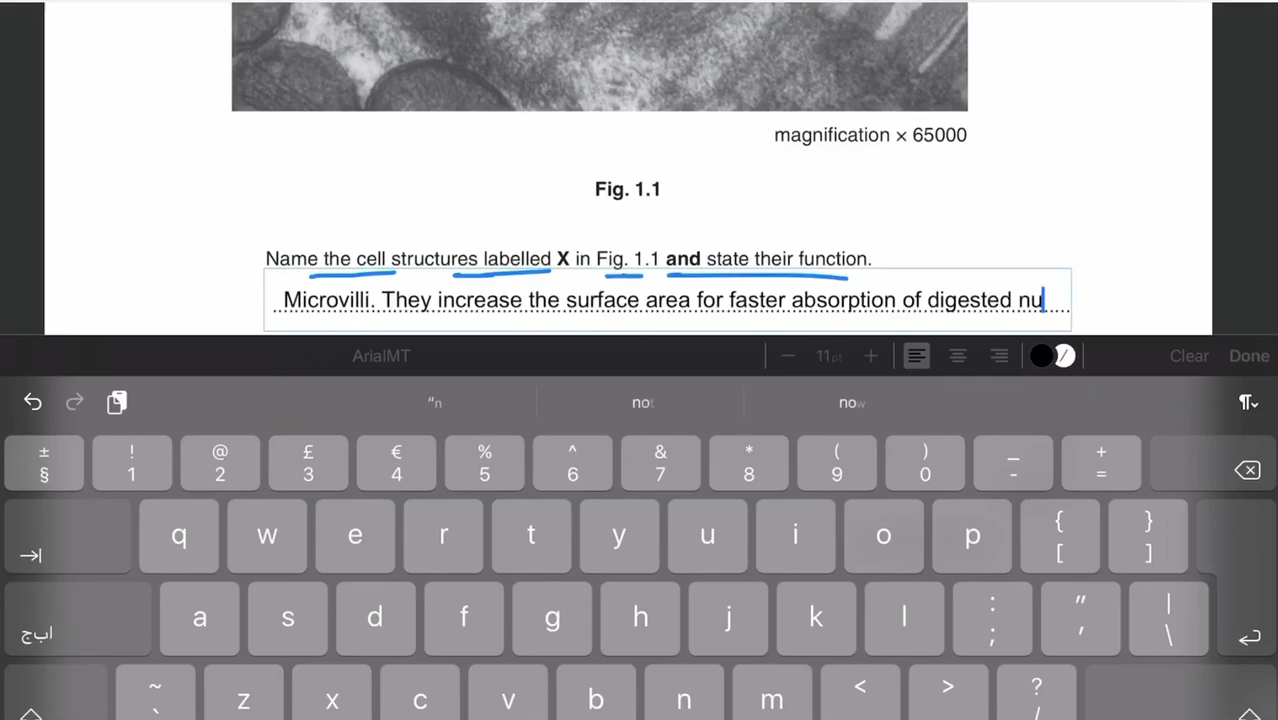 magnification × 65000
Fig. 1.1
Name the cell structures labelled X in Fig. 1.1 and state their function.
Microvilli. They increase the surface area for faster absorption of digested nu
ArialMT − 11pt + Clear Done
“n not now
± ! @ £ € % ^ & * ( ) _ +
§ 1 2 3 4 5 6 7 8 9 0 - =
q w e r t y u i o p { [ } ]
ابج a s d f g h j k l : ; " ' | \
~ ` z x c v b n m < > ? /